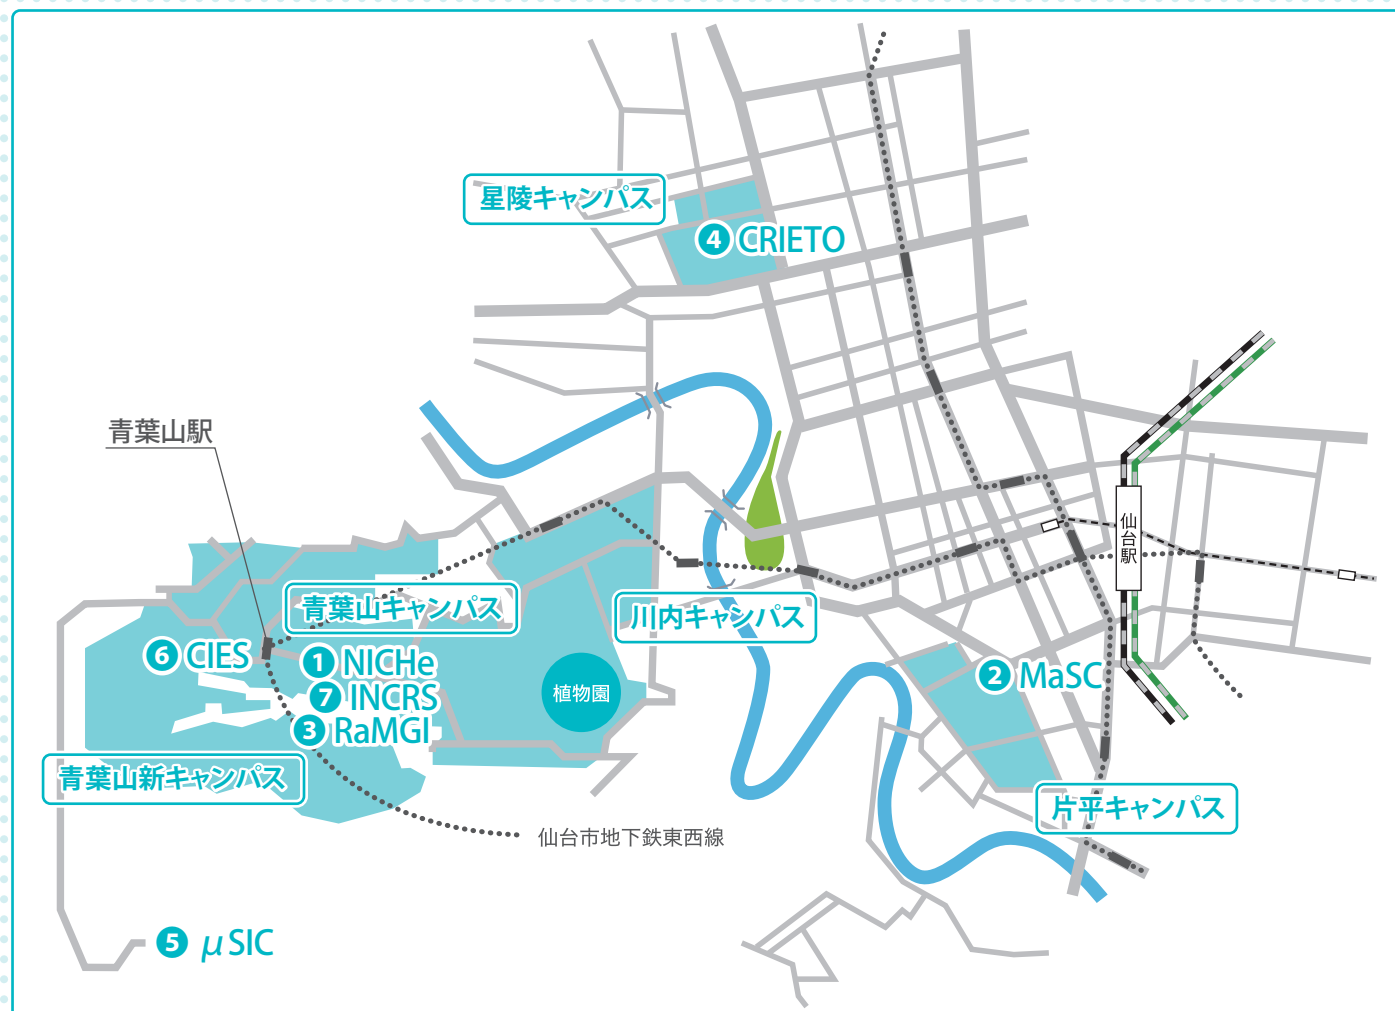 星陵キャンパス
4 CRIETO
青葉山駅
仙台駅
青葉山キャンパス
川内キャンパス
6 CIES
1 NICHe
7 INCRS
3 RaMGI
植物園
2 MaSC
青葉山新キャンパス
片平キャンパス
仙台市地下鉄東西線
5 μSIC